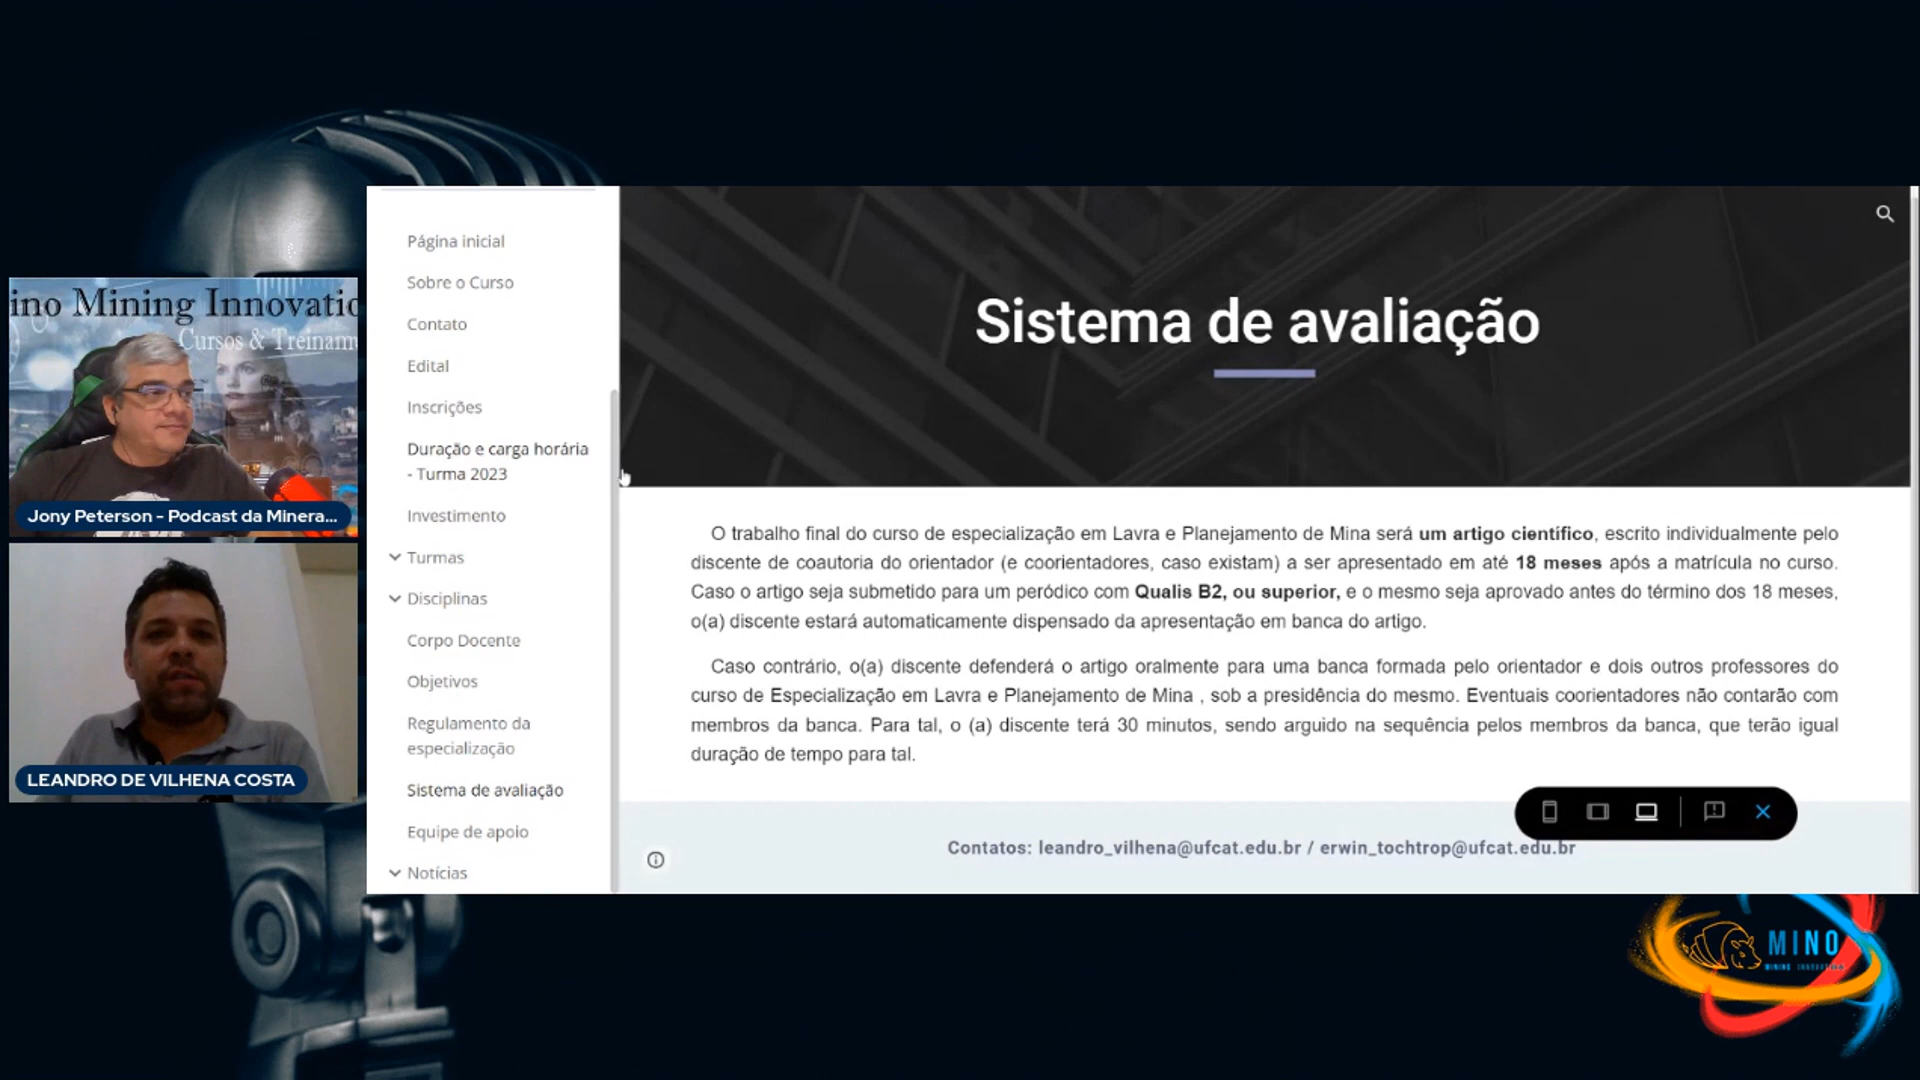 ino Mining Innovatio
Cursos & Treinam
Jony Peterson - Podcast da Minera...
LEANDRO DE VILHENA COSTA
Página inicial
Sobre o Curso
Contato
Edital
Inscrições
Duração e carga horária
- Turma 2023
Investimento
Turmas
Disciplinas
Corpo Docente
Objetivos
Regulamento da
especialização
Sistema de avaliação
Equipe de apoio
Notícias
Sistema de avaliação
O trabalho final do curso de especialização em Lavra e Planejamento de Mina será um artigo científico, escrito individualmente pelo
discente de coautoria do orientador (e coorientadores, caso existam) a ser apresentado em até 18 meses após a matrícula no curso.
Caso o artigo seja submetido para um peródico com Qualis B2, ou superior, e o mesmo seja aprovado antes do término dos 18 meses,
o(a) discente estará automaticamente dispensado da apresentação em banca do artigo.
Caso contrário, o(a) discente defenderá o artigo oralmente para uma banca formada pelo orientador e dois outros professores do
curso de Especialização em Lavra e Planejamento de Mina , sob a presidência do mesmo. Eventuais coorientadores não contarão com
membros da banca. Para tal, o (a) discente terá 30 minutos, sendo arguido na sequência pelos membros da banca, que terão igual
duração de tempo para tal.
Contatos: leandro_vilhena@ufcat.edu.br / erwin_tochtrop@ufcat.edu.br
MINO